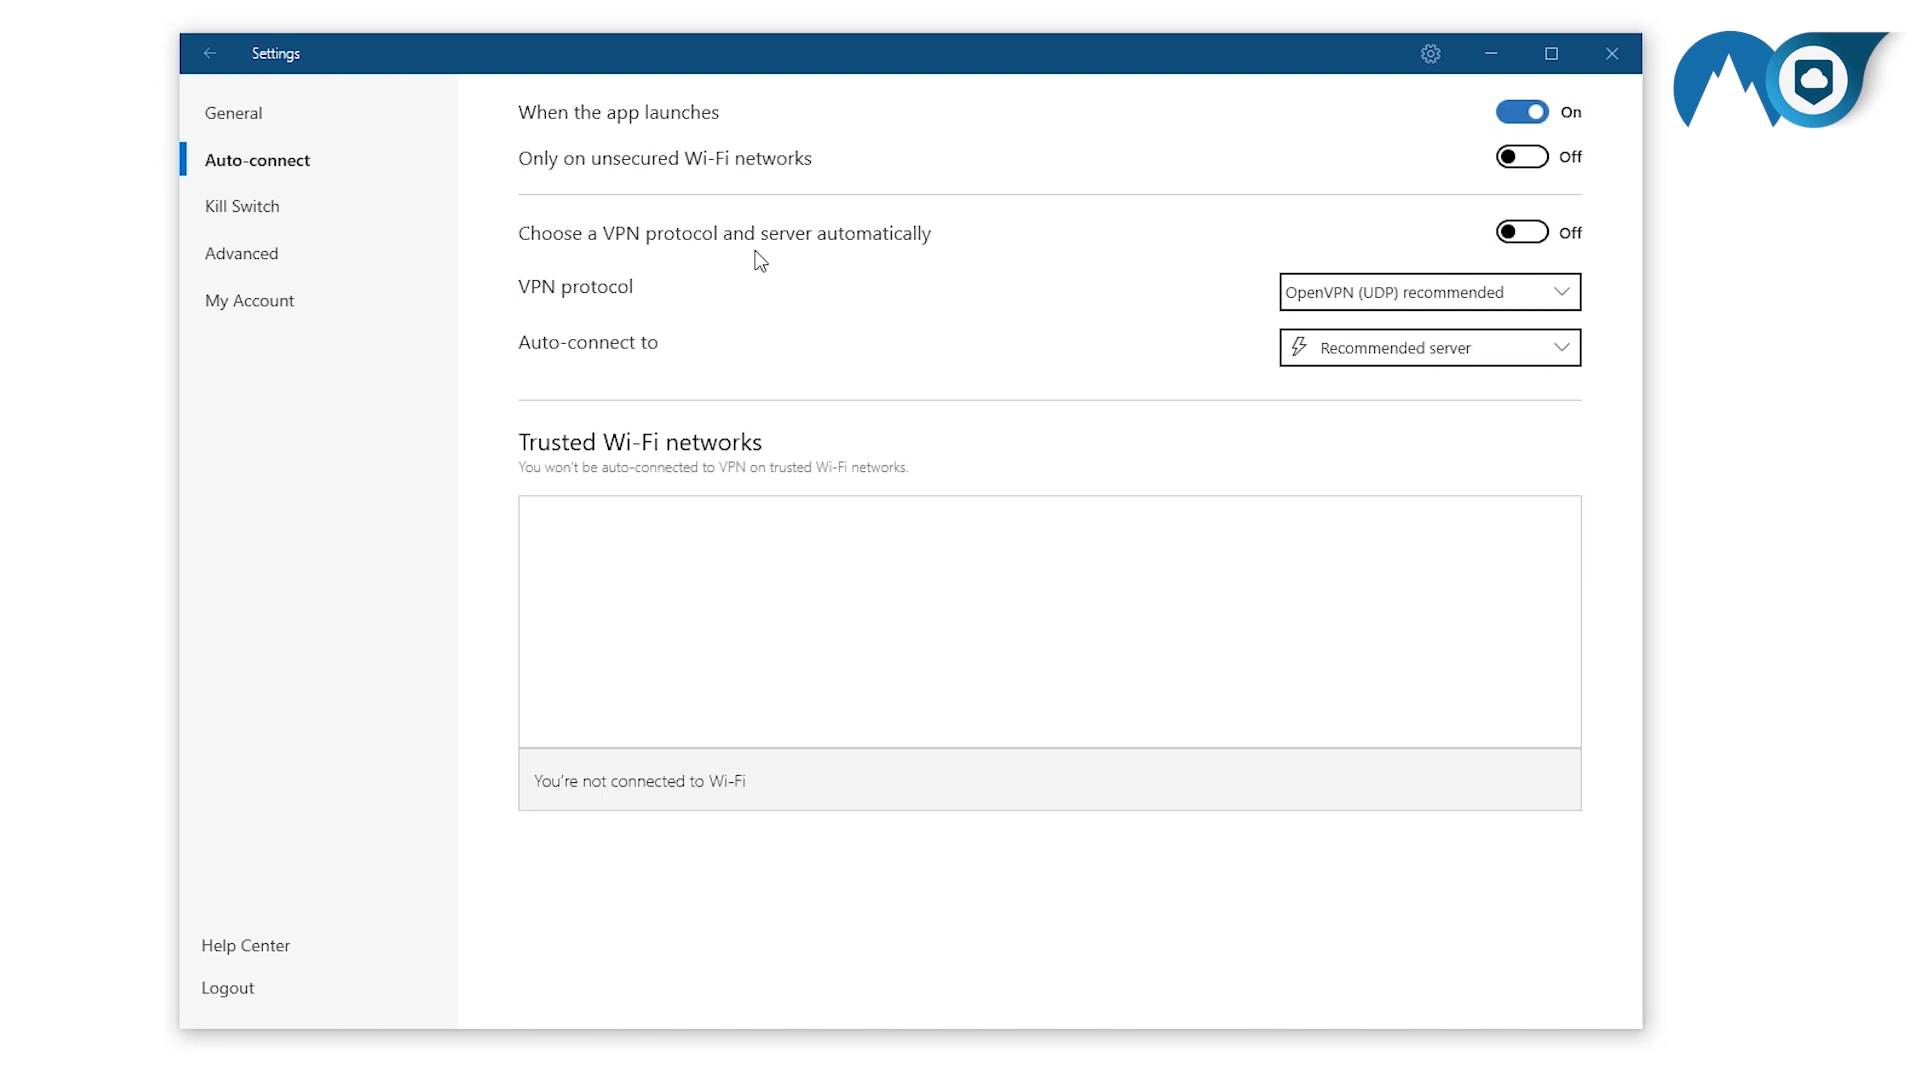 Settings
General
Auto-connect
Kill Switch
Advanced
My Account
Help Center
Logout
When the app launches
On
Only on unsecured Wi-Fi networks
Off
Choose a VPN protocol and server automatically
Off
VPN protocol
OpenVPN (UDP) recommended
Auto-connect to
Recommended server
Trusted Wi-Fi networks
You won't be auto-connected to VPN on trusted Wi-Fi networks.
You're not connected to Wi-Fi